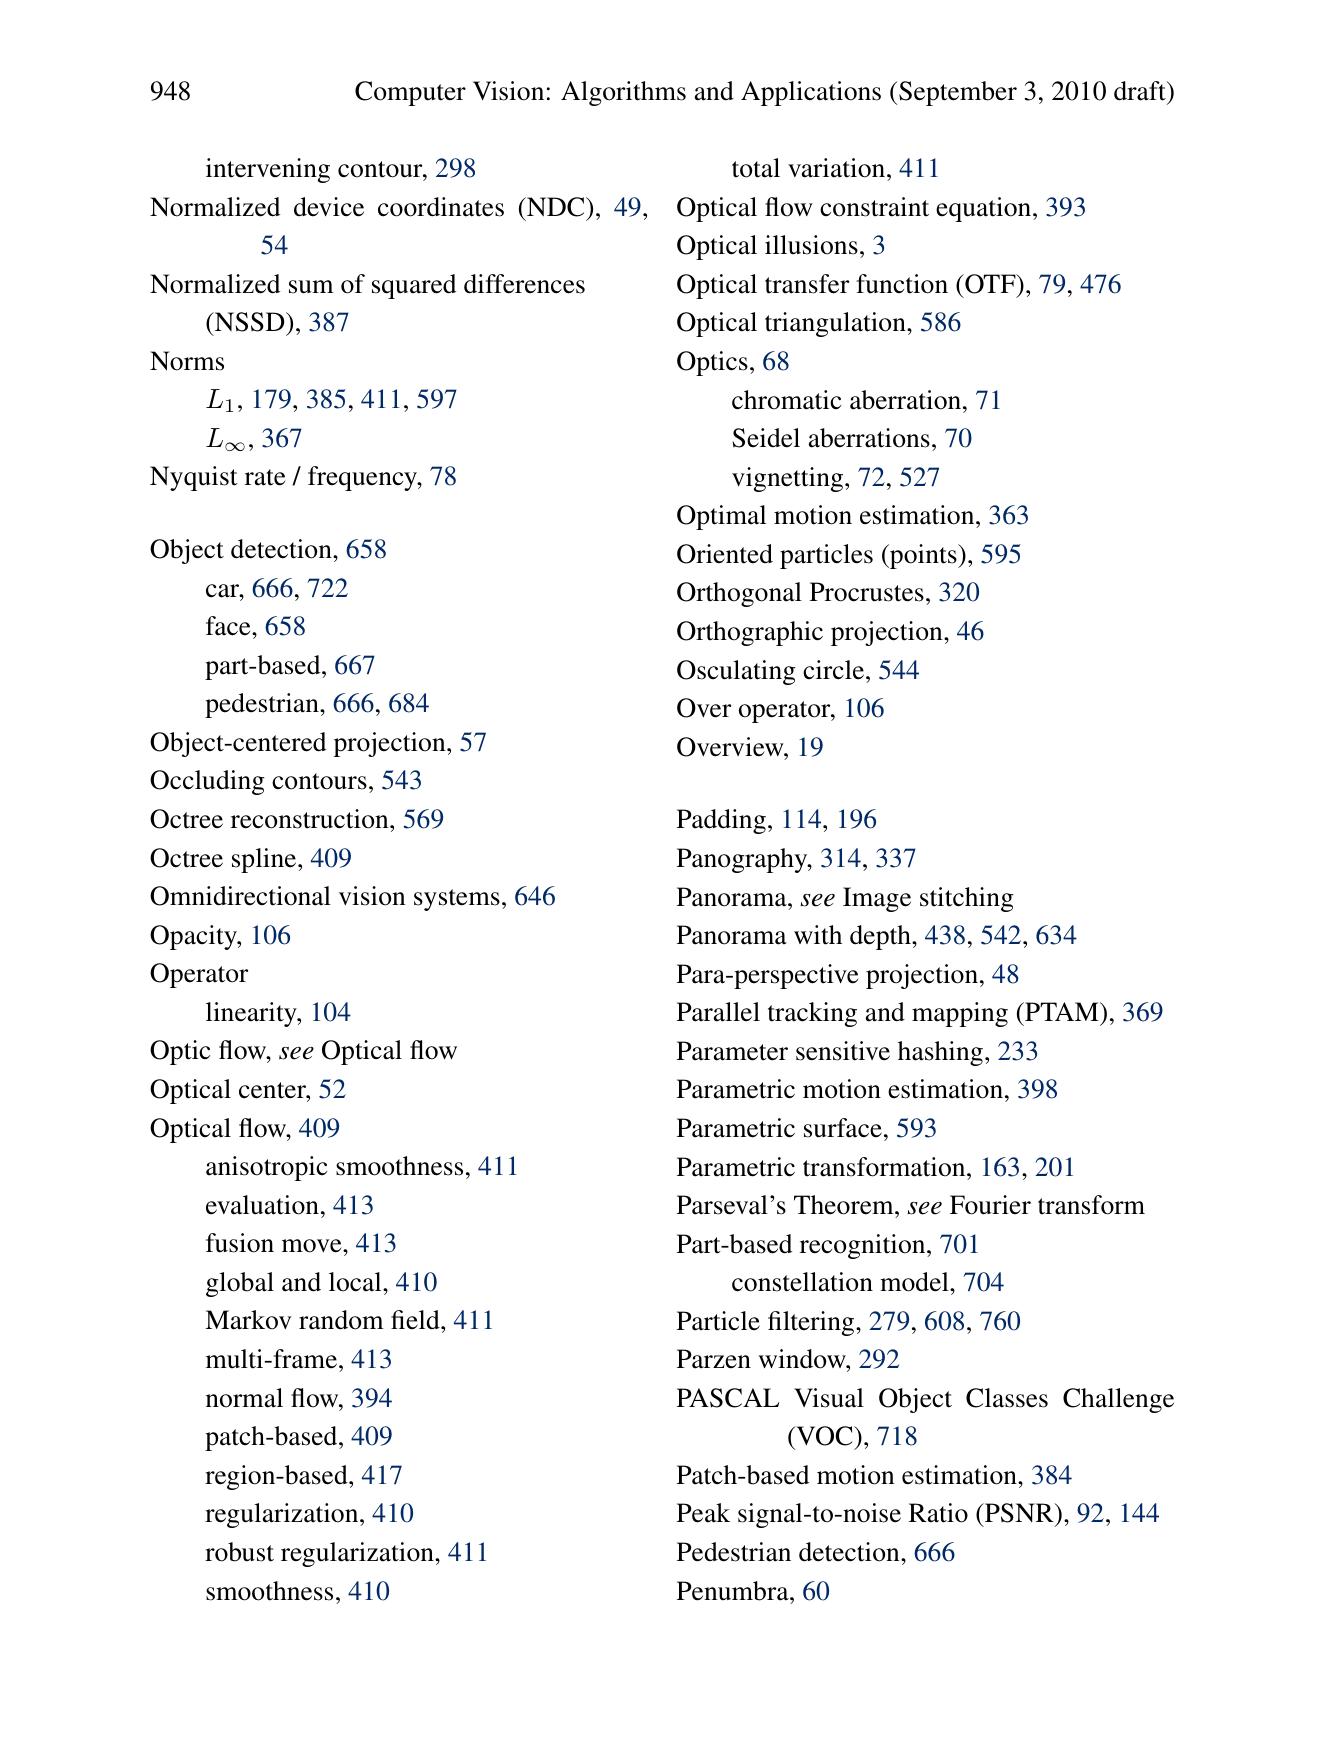 948 Computer Vision: Algorithms and Applications (September 3, 2010 draft)
intervening contour, 298
Normalized device coordinates (NDC), 49,
54
Normalized sum of squared differences
(NSSD), 387
Norms
L₁, 179, 385, 411, 597
L∞, 367
Nyquist rate / frequency, 78
Object detection, 658
car, 666, 722
face, 658
part-based, 667
pedestrian, 666, 684
Object-centered projection, 57
Occluding contours, 543
Octree reconstruction, 569
Octree spline, 409
Omnidirectional vision systems, 646
Opacity, 106
Operator
linearity, 104
Optic flow, see Optical flow
Optical center, 52
Optical flow, 409
anisotropic smoothness, 411
evaluation, 413
fusion move, 413
global and local, 410
Markov random field, 411
multi-frame, 413
normal flow, 394
patch-based, 409
region-based, 417
regularization, 410
robust regularization, 411
smoothness, 410
total variation, 411
Optical flow constraint equation, 393
Optical illusions, 3
Optical transfer function (OTF), 79, 476
Optical triangulation, 586
Optics, 68
chromatic aberration, 71
Seidel aberrations, 70
vignetting, 72, 527
Optimal motion estimation, 363
Oriented particles (points), 595
Orthogonal Procrustes, 320
Orthographic projection, 46
Osculating circle, 544
Over operator, 106
Overview, 19
Padding, 114, 196
Panography, 314, 337
Panorama, see Image stitching
Panorama with depth, 438, 542, 634
Para-perspective projection, 48
Parallel tracking and mapping (PTAM), 369
Parameter sensitive hashing, 233
Parametric motion estimation, 398
Parametric surface, 593
Parametric transformation, 163, 201
Parseval's Theorem, see Fourier transform
Part-based recognition, 701
constellation model, 704
Particle filtering, 279, 608, 760
Parzen window, 292
PASCAL Visual Object Classes Challenge
(VOC), 718
Patch-based motion estimation, 384
Peak signal-to-noise Ratio (PSNR), 92, 144
Pedestrian detection, 666
Penumbra, 60